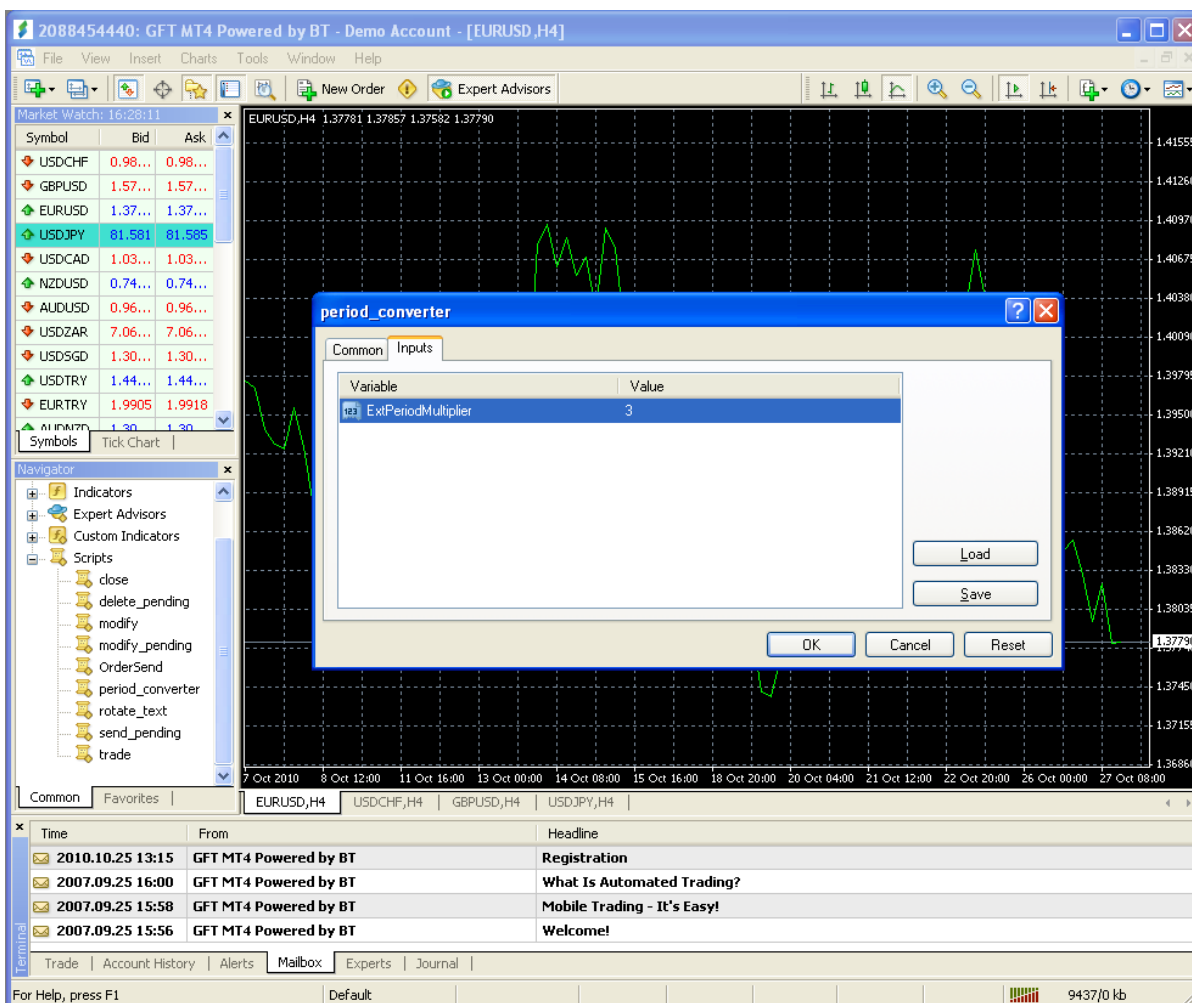 2088454440: GFT MT4 Powered by BT - Demo Account - [EURUSD,H4]
File View Insert Charts Tools Window Help
New Order Expert Advisors
Market Watch: 16:28:11
Symbol Bid Ask
USDCHF 0.98... 0.98...
GBPUSD 1.57... 1.57...
EURUSD 1.37... 1.37...
USDJPY 81.581 81.585
USDCAD 1.03... 1.03...
NZDUSD 0.74... 0.74...
AUDUSD 0.96... 0.96...
USDZAR 7.06... 7.06...
USDSGD 1.30... 1.30...
USDTRY 1.44... 1.44...
EURTRY 1.9905 1.9918
AUDNZD 1.30... 1.30...
Symbols Tick Chart
Navigator
Indicators
Expert Advisors
Custom Indicators
Scripts
close
delete_pending
modify
modify_pending
OrderSend
period_converter
rotate_text
send_pending
trade
Common Favorites
EURUSD,H4 1.37781 1.37857 1.37582 1.37790
1.4155
1.4126
1.4097
1.4067
1.4038
1.4009
1.3979
1.3950
1.3921
1.3891
1.3862
1.3833
1.3803
1.3779
1.3745
1.3715
1.3686
period_converter
Common Inputs
Variable Value
ExtPeriodMultiplier 3
Load
Save
OK Cancel Reset
7 Oct 2010 8 Oct 12:00 11 Oct 16:00 13 Oct 00:00 14 Oct 08:00 15 Oct 16:00 18 Oct 20:00 20 Oct 04:00 21 Oct 12:00 22 Oct 20:00 26 Oct 00:00 27 Oct 08:00
EURUSD,H4 USDCHF,H4 GBPUSD,H4 USDJPY,H4
Time From Headline
2010.10.25 13:15 GFT MT4 Powered by BT Registration
2007.09.25 16:00 GFT MT4 Powered by BT What Is Automated Trading?
2007.09.25 15:58 GFT MT4 Powered by BT Mobile Trading - It's Easy!
2007.09.25 15:56 GFT MT4 Powered by BT Welcome!
Terminal
Trade Account History Alerts Mailbox Experts Journal
For Help, press F1 Default 9437/0 kb